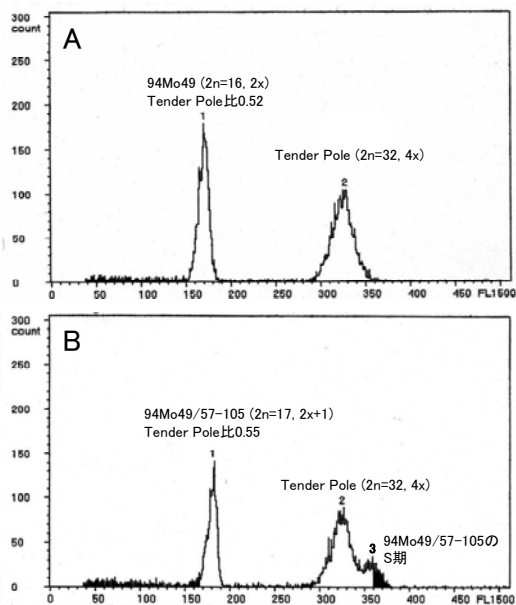 300
count
250
200
150
100
50
0
A
94Mo49 (2n=16, 2x)
Tender Pole比0.52
1
Tender Pole (2n=32, 4x)
2
0 50 100 150 200 250 300 350 400 450 FL1500
300
count
250
200
150
100
50
0
B
94Mo49/57-105 (2n=17, 2x+1)
Tender Pole比0.55
1
Tender Pole (2n=32, 4x)
2
3 94Mo49/57-105の
S期
0 50 100 150 200 250 300 350 400 450 FL1500